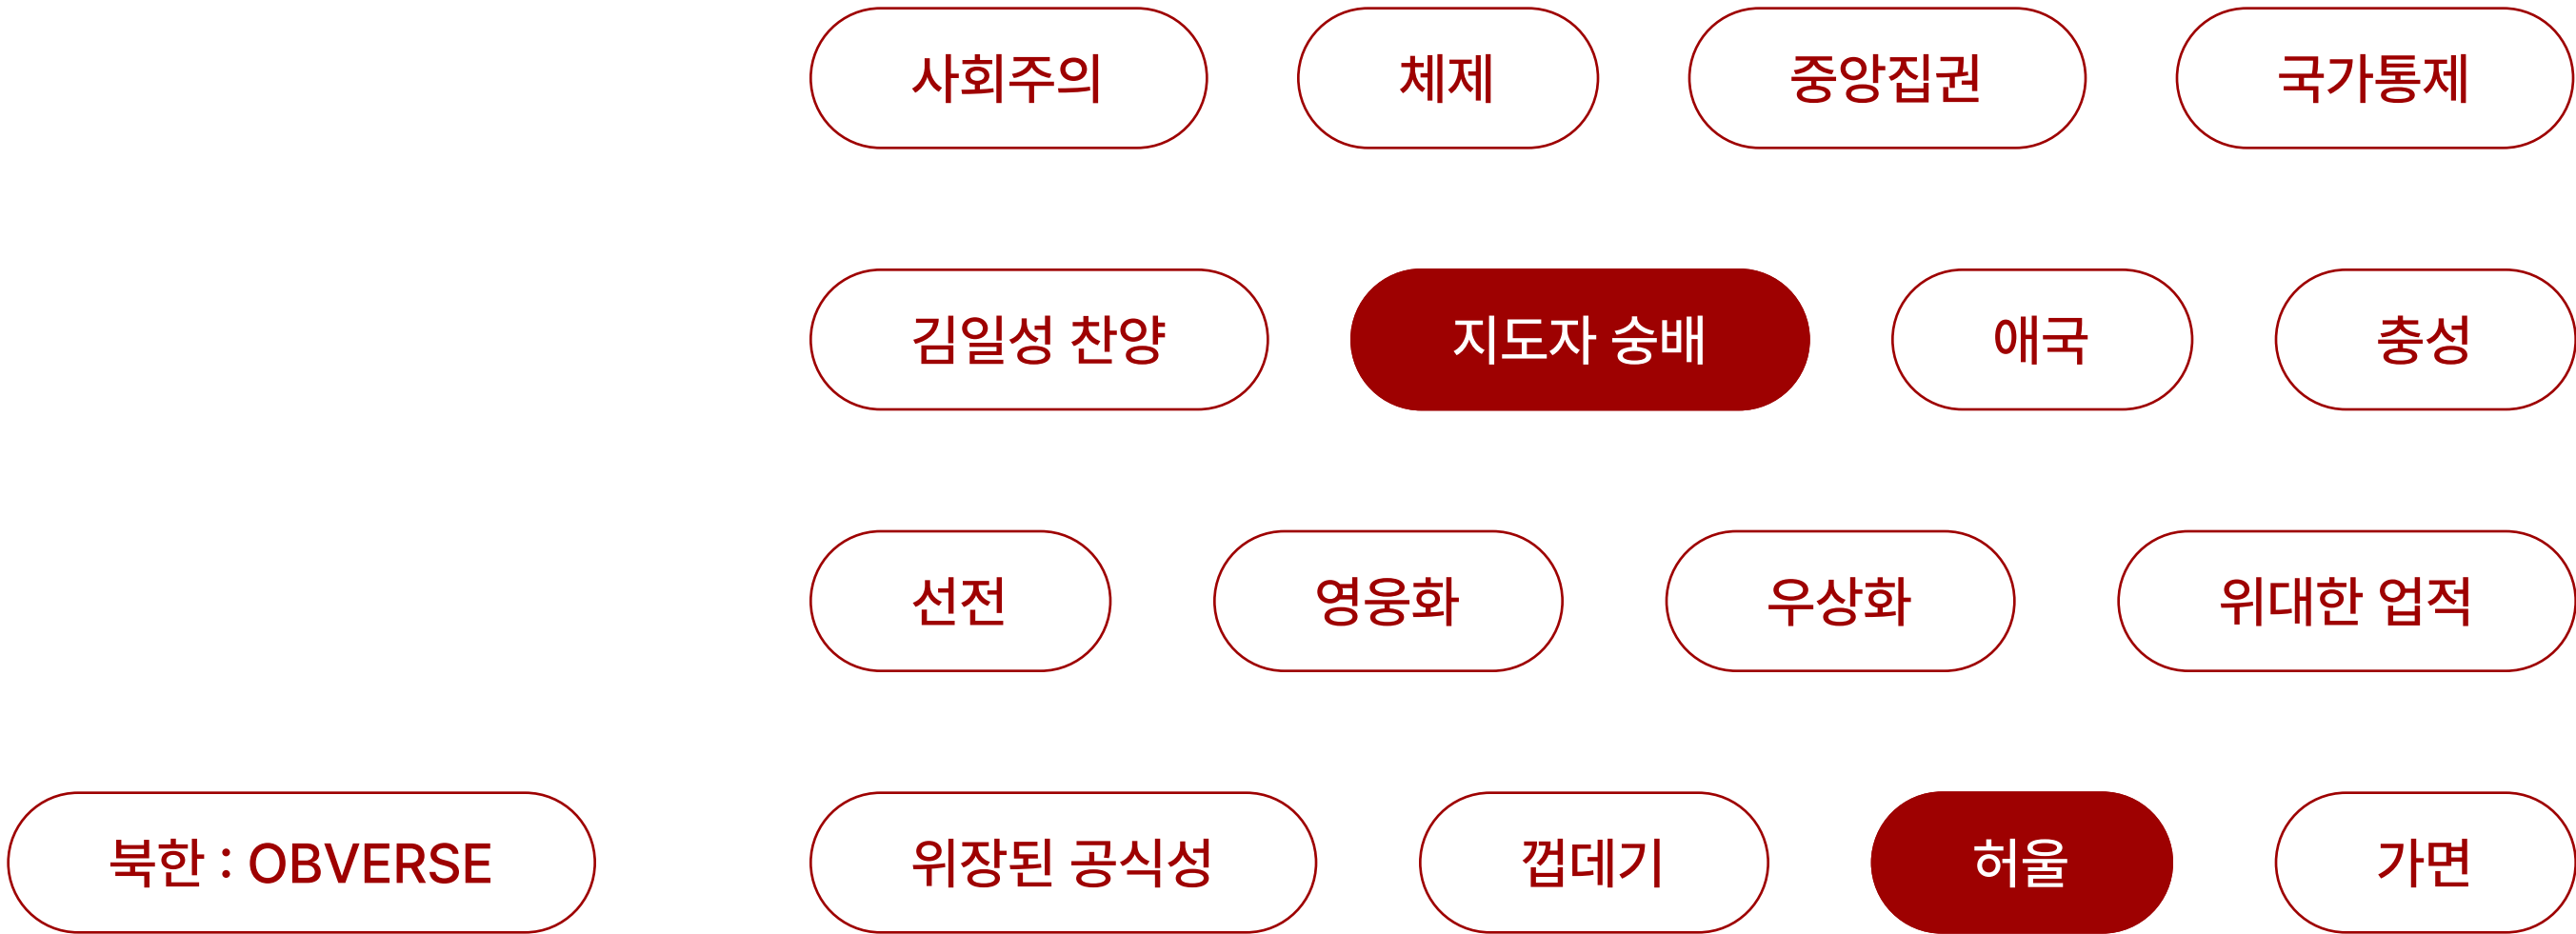 사회주의 체제 중앙집권 국가통제
김일성 찬양 지도자 숭배 애국 충성
선전 영웅화 우상화 위대한 업적
북한 : OBVERSE 위장된 공식성 껍데기 허울 가면